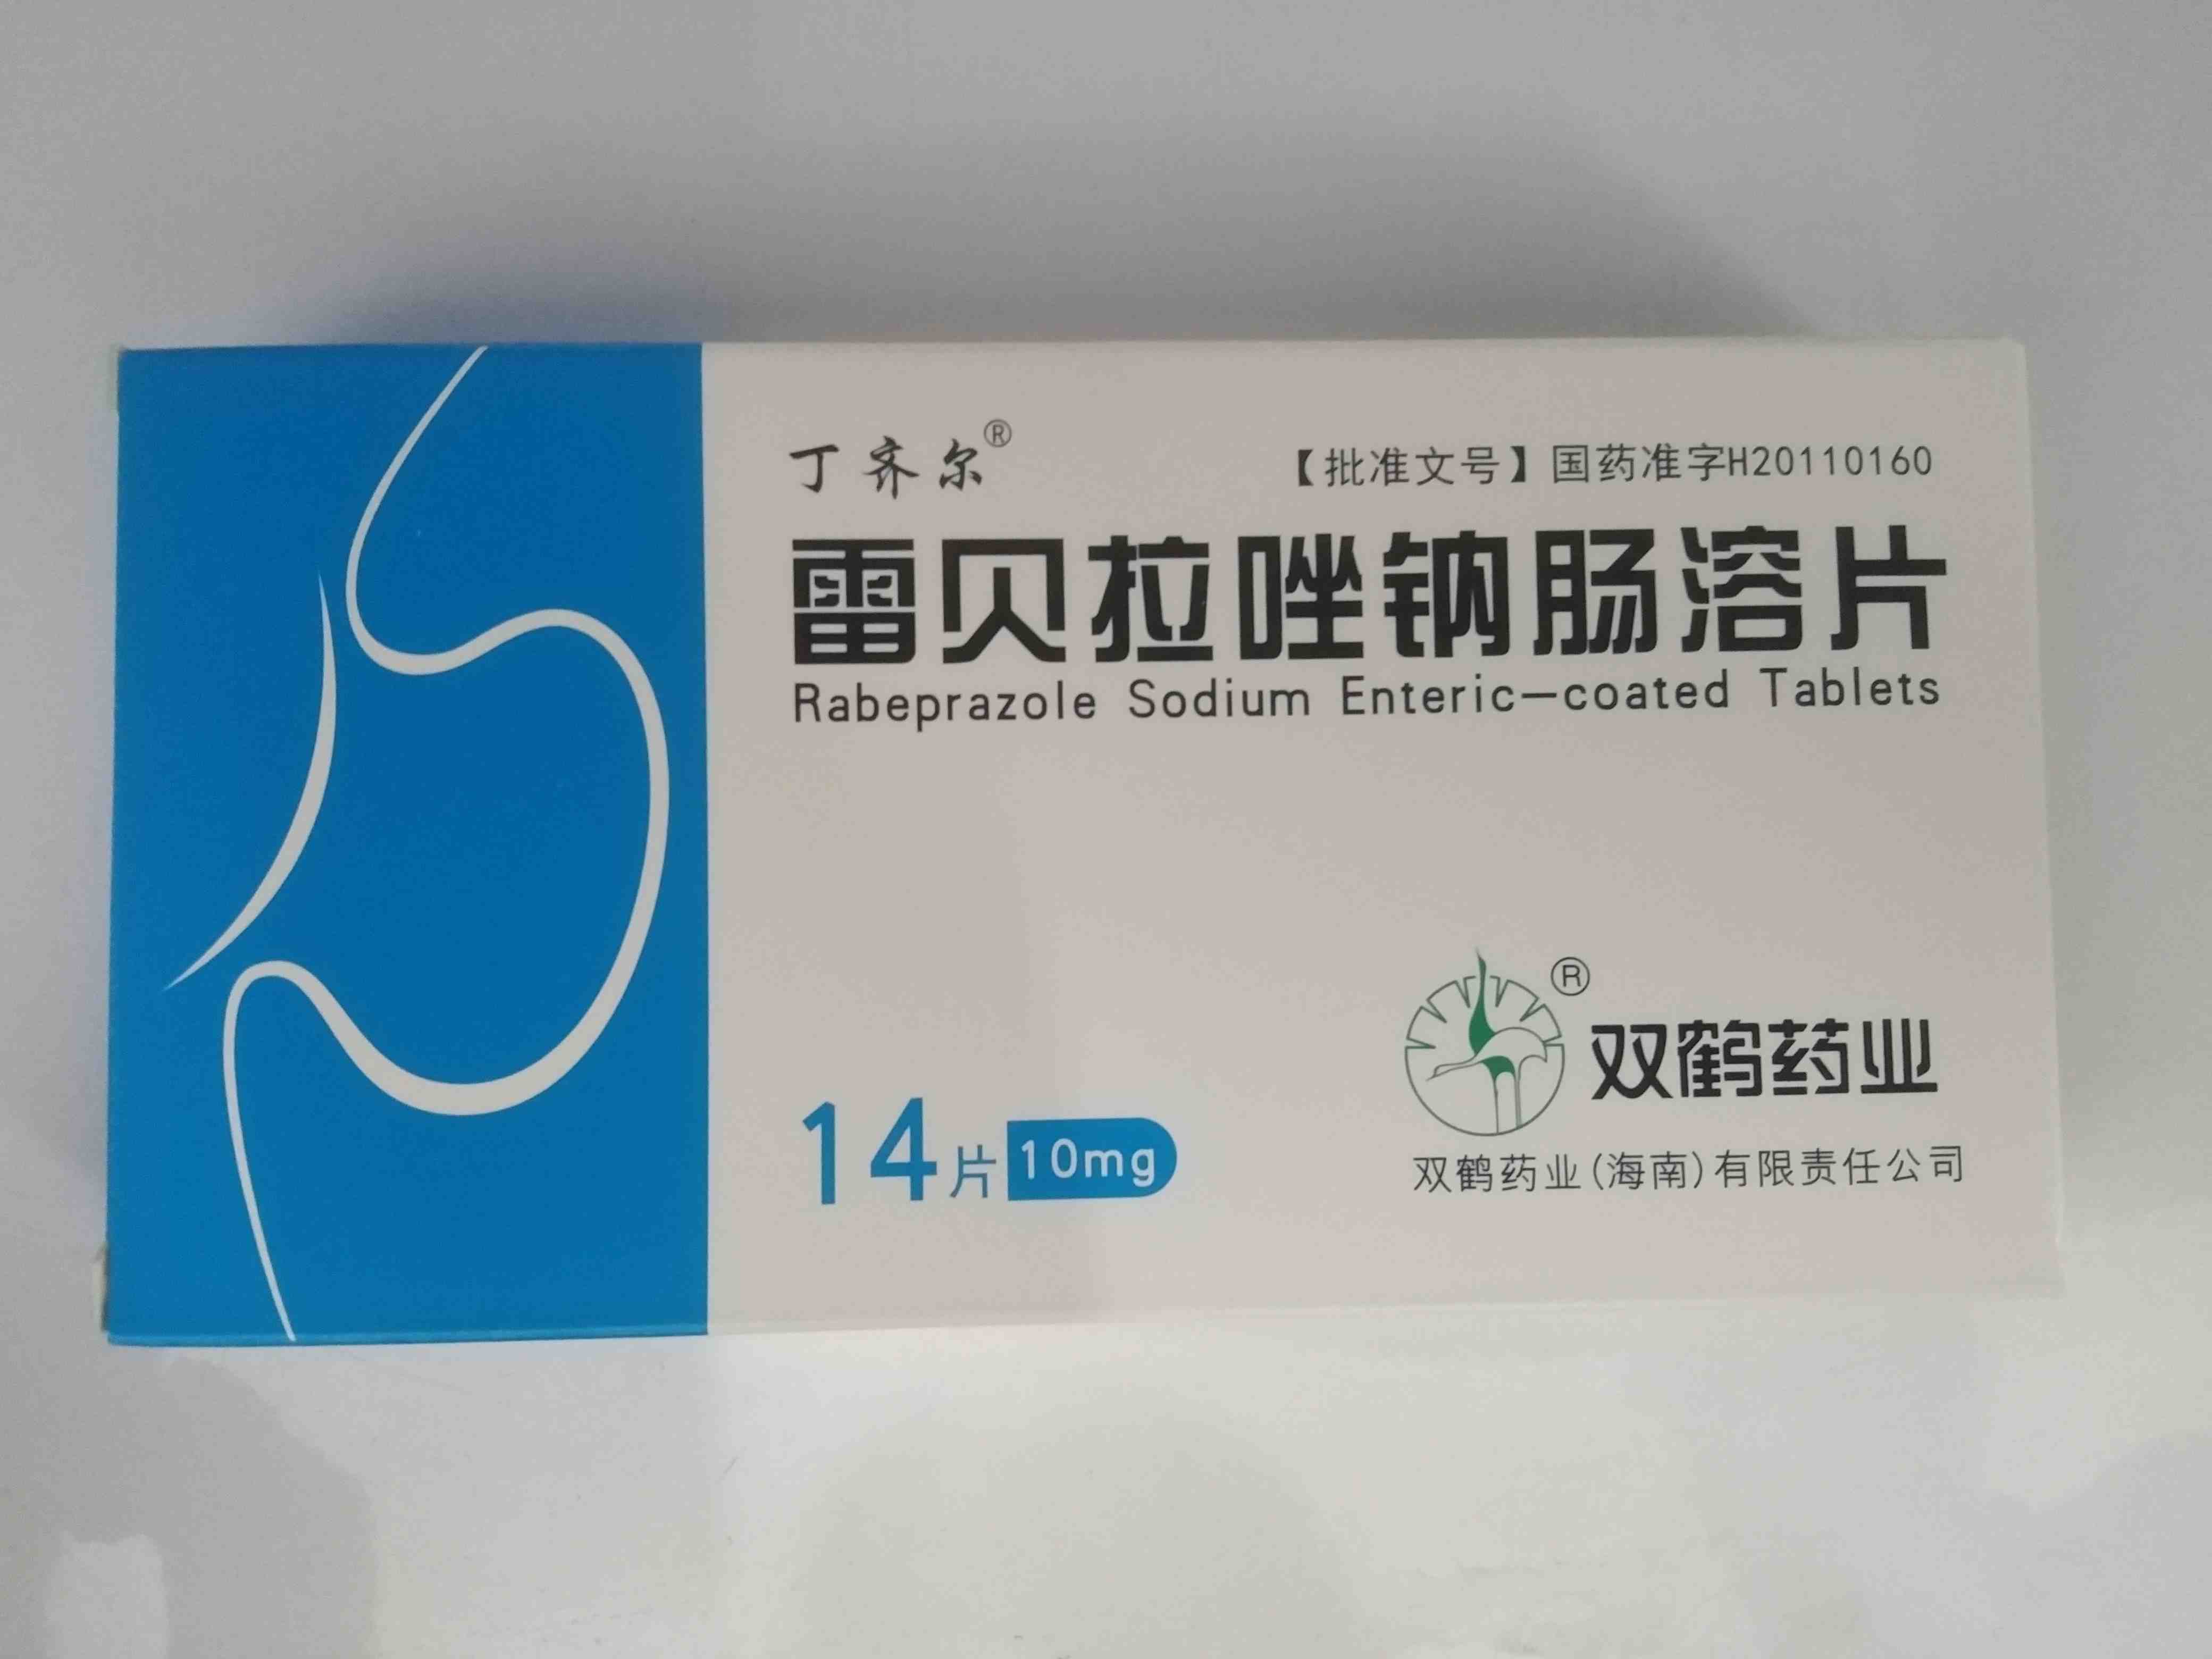 丁齐尔®
【批准文号】国药准字H20110160
雷贝拉唑钠肠溶片
Rabeprazole Sodium Enteric-coated Tablets
®
双鹤药业
14片 10mg
双鹤药业(海南)有限责任公司